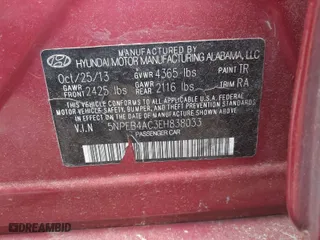 HYUNDAI MOTOR MANUFACTURING ALABAMA, LLC
Oct/25/13 GVWR 4365 lbs PAINT TR
GAWR FRONT 2425 lbs GAWR REAR 2116 lbs TRIM RA
THIS VEHICLE CONFORMS TO ALL APPLICABLE U.S. FEDERAL
MOTOR VEHICLE SAFETY, BUMPER, AND THEFT PREVENTION
STANDARDS IN EFFECT ON THE DATE OF MANUFACTURE SHOWN ABOVE.
V.I.N 5NPEB4AC3EH838033
PASSENGER CAR
DREAMBID